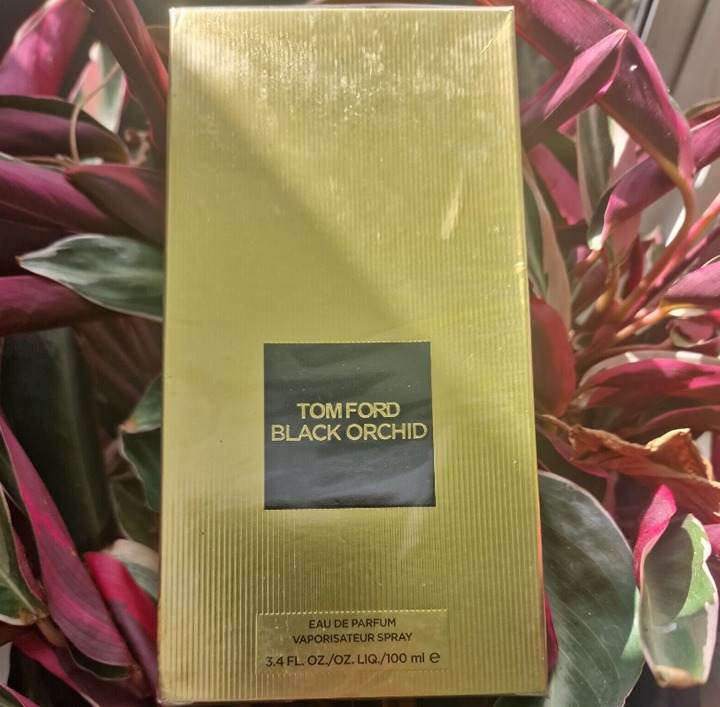 TOM FORD
BLACK ORCHID
EAU DE PARFUM
VAPORISATEUR SPRAY
3.4 FL. OZ./OZ. LIQ./100 ml ℮